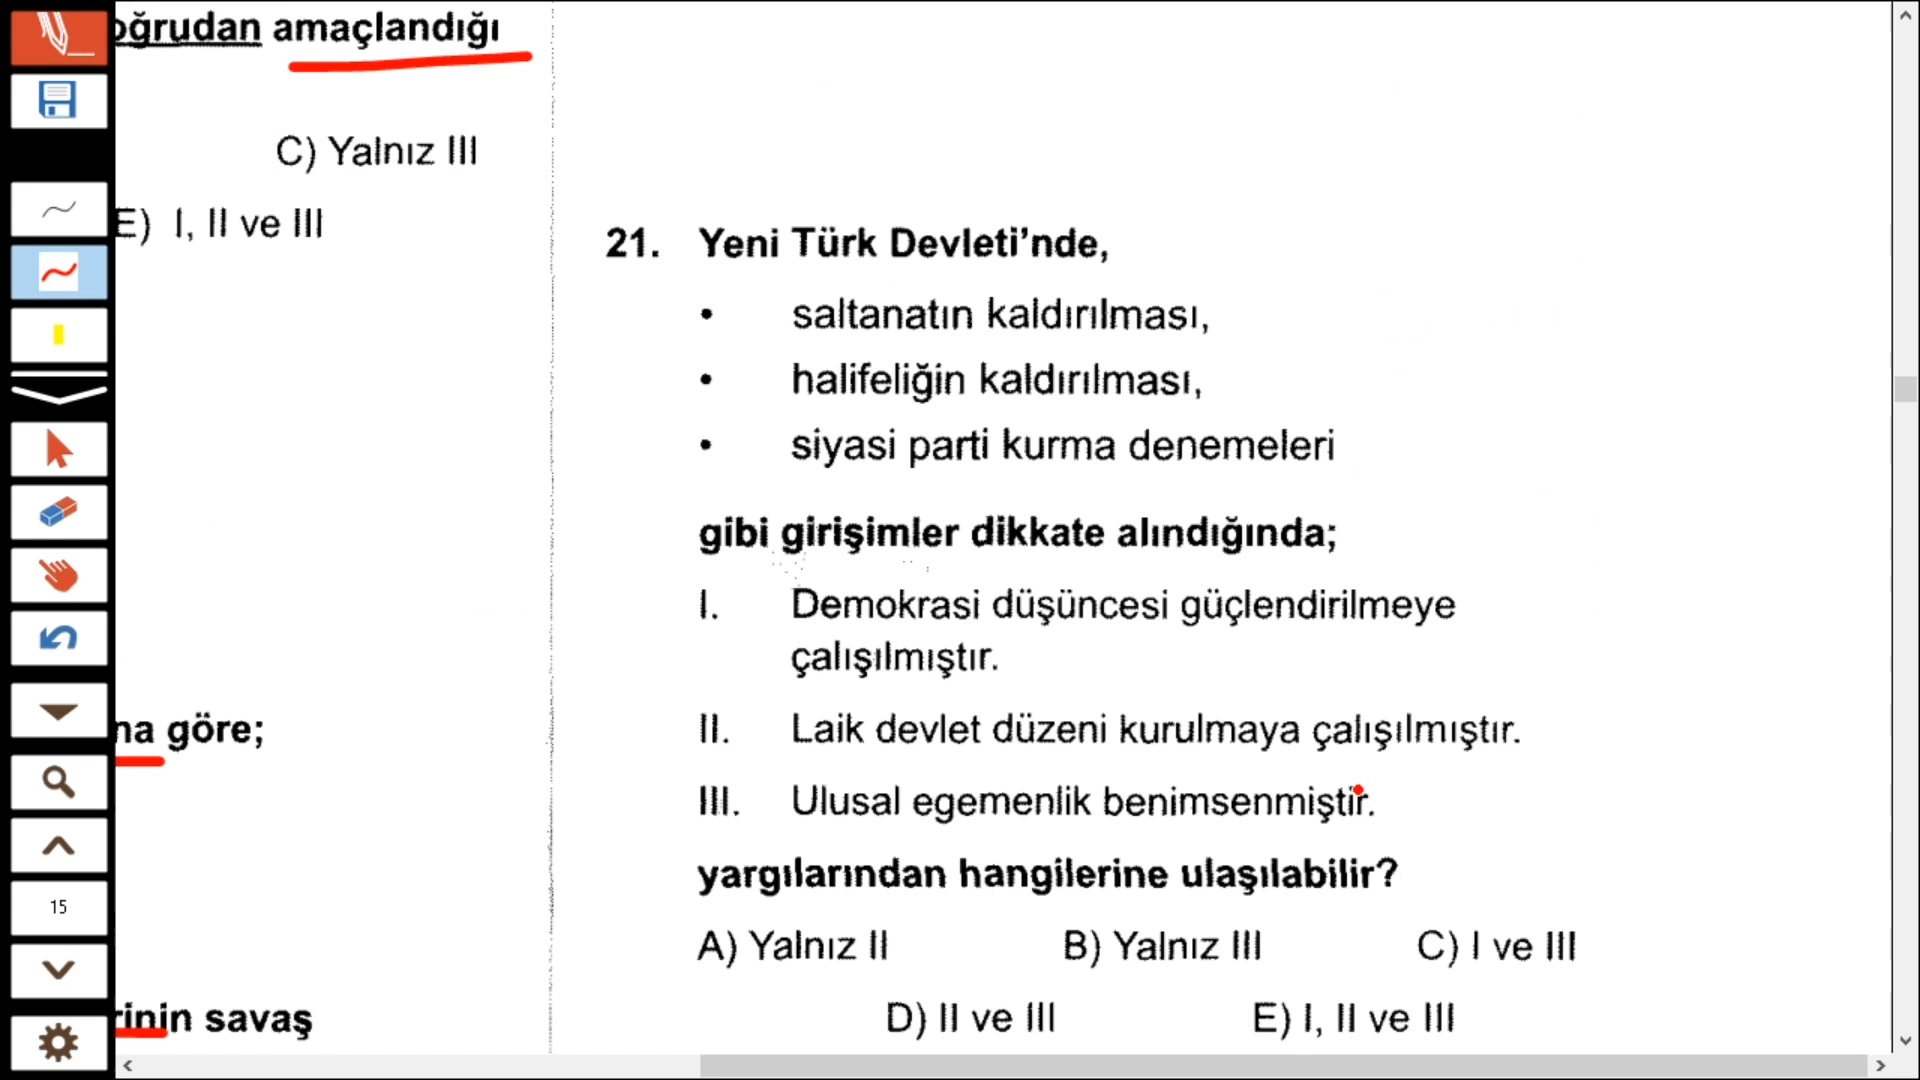 oğrudan amaçlandığı
C) Yalnız III
E) I, II ve III
na göre;
rinin savaş
21. Yeni Türk Devleti'nde,
• saltanatın kaldırılması,
• halifeliğin kaldırılması,
• siyasi parti kurma denemeleri
gibi girişimler dikkate alındığında;
I. Demokrasi düşüncesi güçlendirilmeye
çalışılmıştır.
II. Laik devlet düzeni kurulmaya çalışılmıştır.
III. Ulusal egemenlik benimsenmiştir.
yargılarından hangilerine ulaşılabilir?
A) Yalnız II B) Yalnız III C) I ve III
D) II ve III E) I, II ve III
15